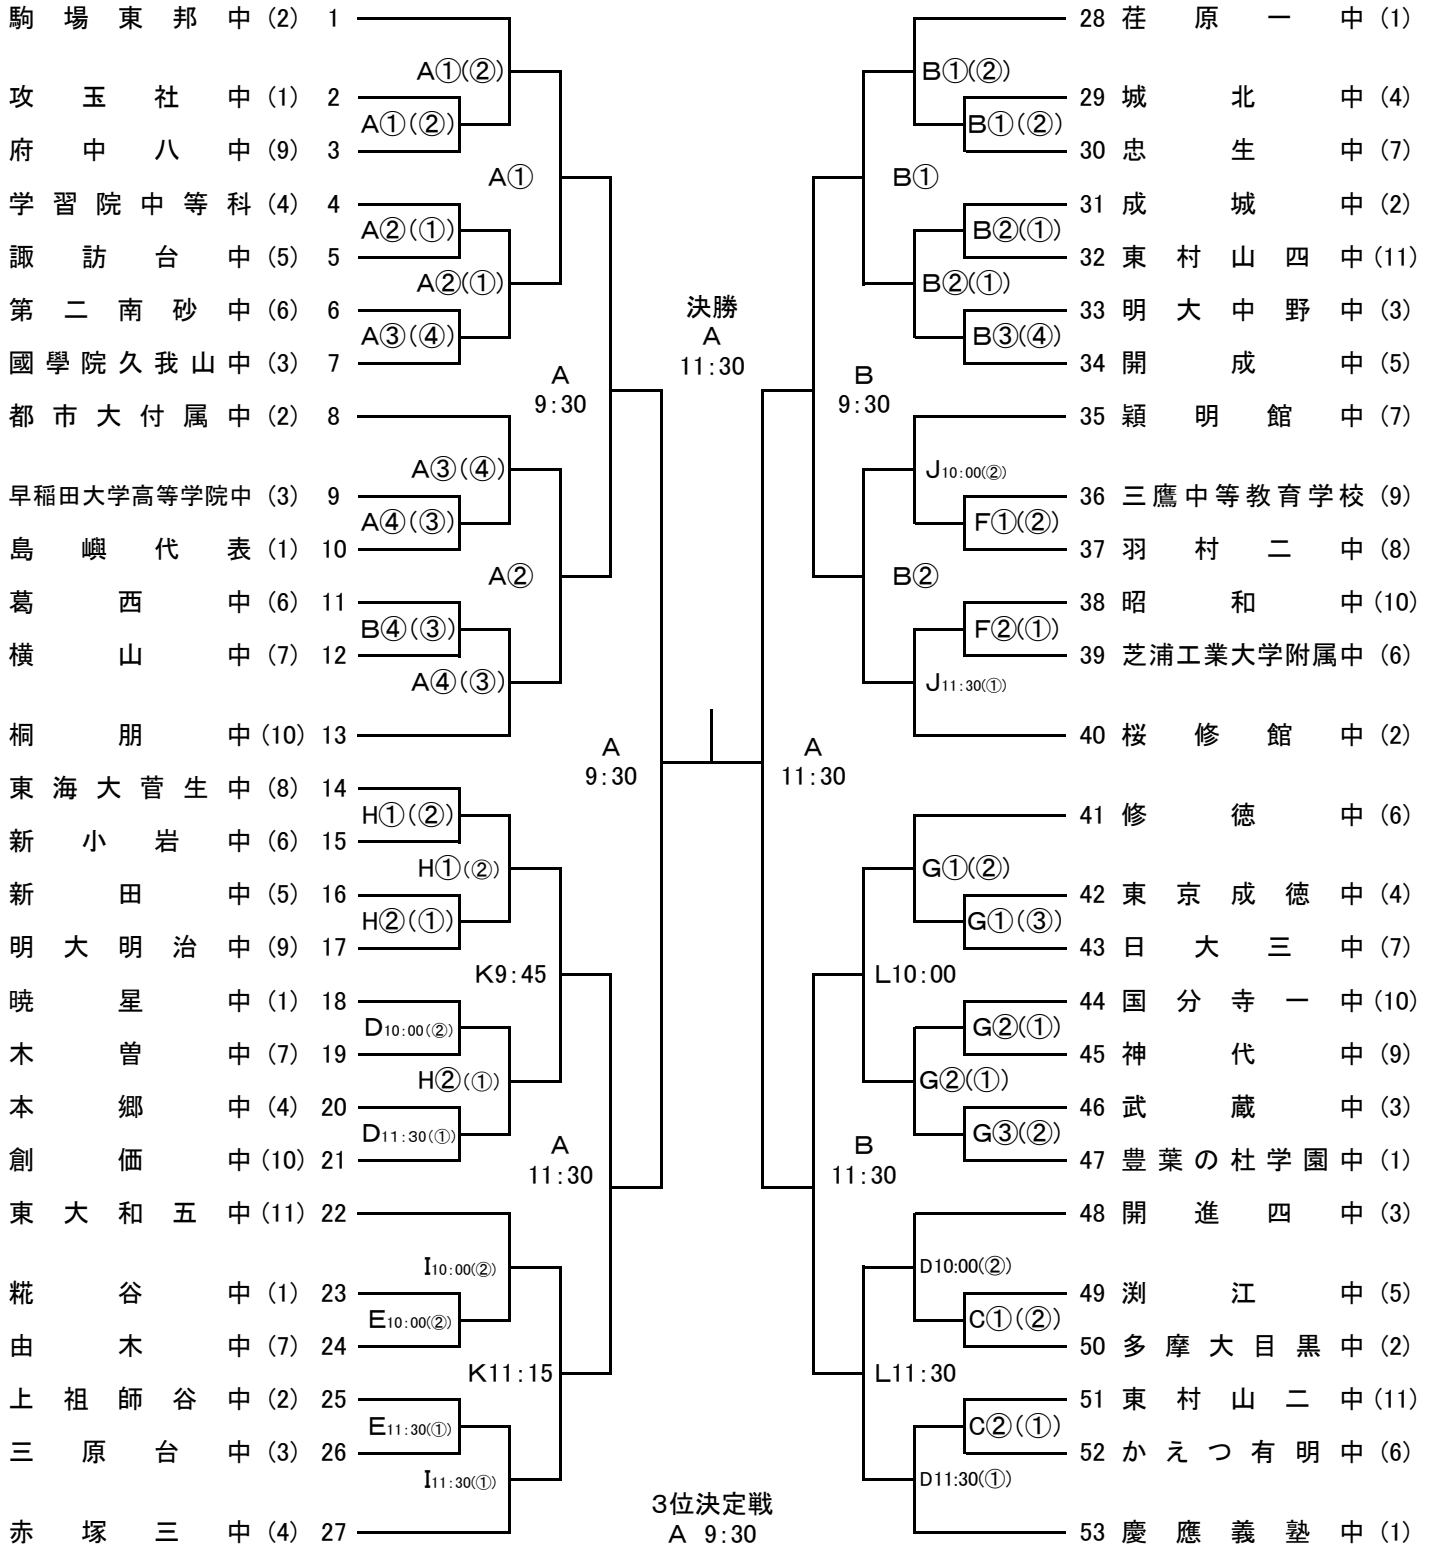 駒場東邦中(2) 1
A①(②)
攻玉社中(1) 2
A①(②)
府中八中(9) 3
A①
学習院中等科(4) 4
A②(①)
諏訪台中(5) 5
A②(①)
第二南砂中(6) 6
A③(④)
國學院久我山中(3) 7
A
9:30
都市大付属中(2) 8
A③(④)
早稲田大学高等学院中(3) 9
A④(③)
島嶼代表(1) 10
A②
葛西中(6) 11
B④(③)
横山中(7) 12
A④(③)
桐朋中(10) 13
A
9:30
東海大菅生中(8) 14
H①(②)
新小岩中(6) 15
H①(②)
新田中(5) 16
H②(①)
明大明治中(9) 17
K9:45
暁星中(1) 18
D10:00(②)
木曽中(7) 19
H②(①)
本郷中(4) 20
D11:30(①)
創価中(10) 21
A
11:30
東大和五中(11) 22
I10:00(②)
糀谷中(1) 23
E10:00(②)
由木中(7) 24
K11:15
上祖師谷中(2) 25
E11:30(①)
三原台中(3) 26
I11:30(①)
赤塚三中(4) 27
決勝
A
11:30
3位決定戦
A 9:30
28 荏原一中(1)
B①(②)
29 城北中(4)
B①(②)
30 忠生中(7)
B①
31 成城中(2)
B②(①)
32 東村山四中(11)
B②(①)
33 明大中野中(3)
B③(④)
34 開成中(5)
B
9:30
35 穎明館中(7)
J10:00(②)
36 三鷹中等教育学校(9)
F①(②)
37 羽村二中(8)
B②
38 昭和中(10)
F②(①)
39 芝浦工業大学附属中(6)
J11:30(①)
40 桜修館中(2)
A
11:30
41 修徳中(6)
G①(②)
42 東京成徳中(4)
G①(③)
43 日大三中(7)
L10:00
44 国分寺一中(10)
G②(①)
45 神代中(9)
G②(①)
46 武蔵中(3)
G③(②)
47 豊葉の杜学園中(1)
B
11:30
48 開進四中(3)
D10:00(②)
49 渕江中(5)
C①(②)
50 多摩大目黒中(2)
L11:30
51 東村山二中(11)
C②(①)
52 かえつ有明中(6)
D11:30(①)
53 慶應義塾中(1)